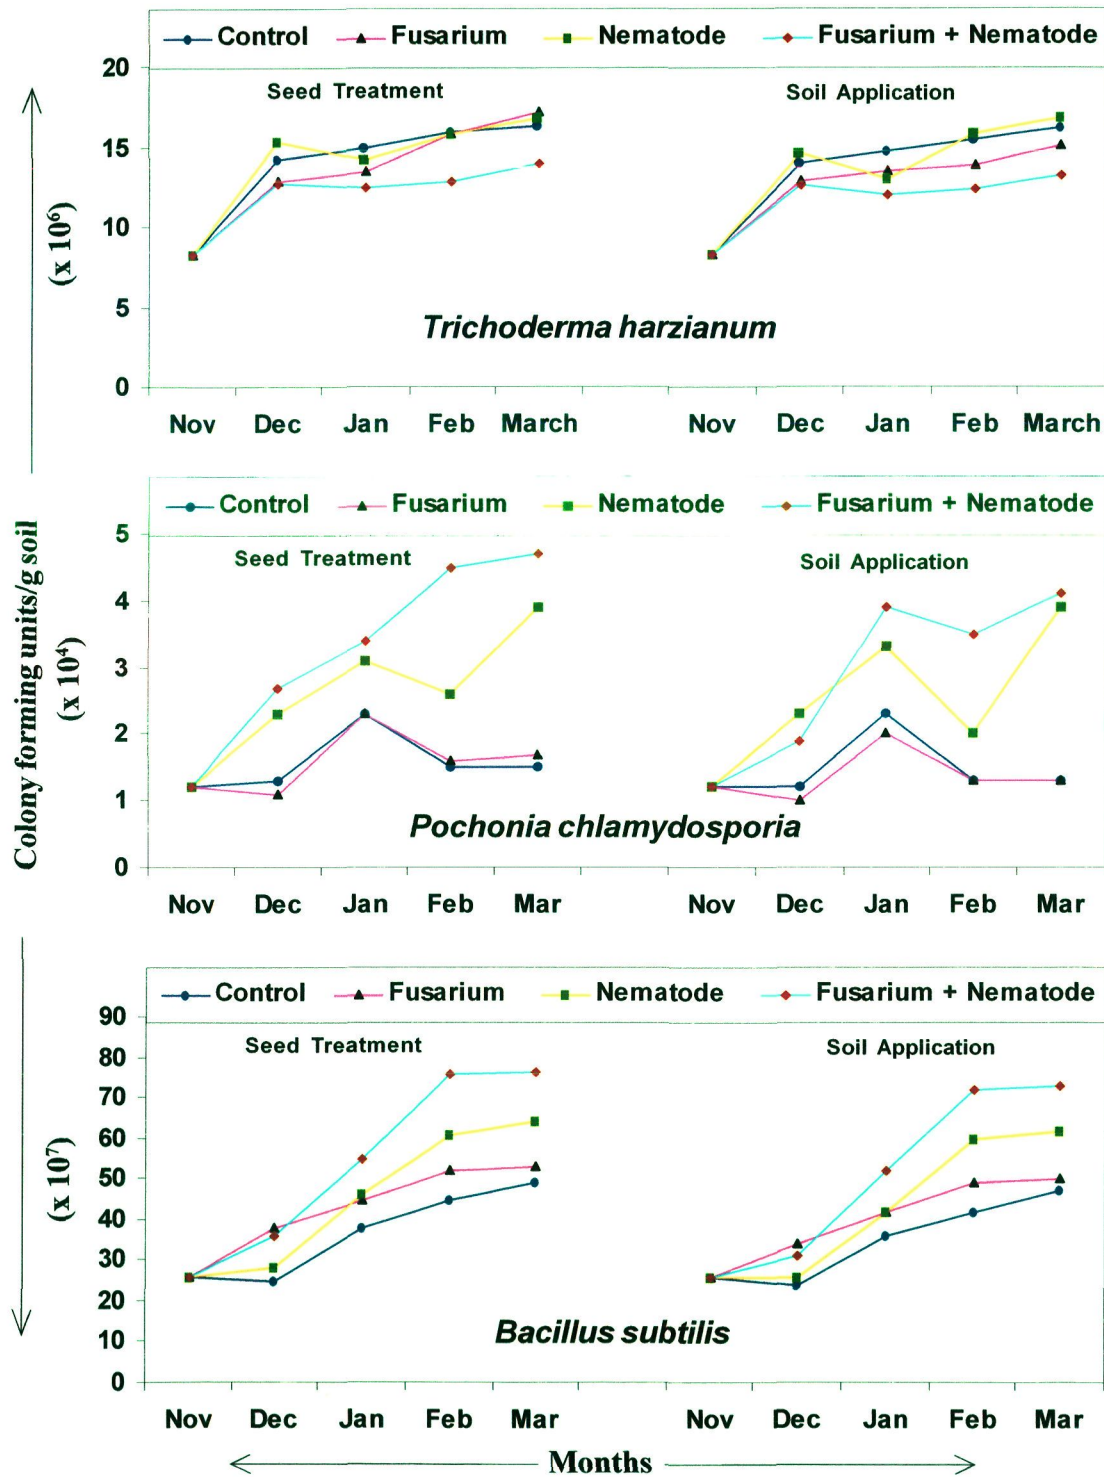 Control Fusarium Nematode Fusarium + Nematode
20
Seed Treatment Soil Application
15
10
5
Trichoderma harzianum
0
Nov Dec Jan Feb March Nov Dec Jan Feb March
(x 10⁶)
Control Fusarium Nematode Fusarium + Nematode
5
Seed Treatment Soil Application
4
3
2
1
Pochonia chlamydosporia
0
Nov Dec Jan Feb Mar Nov Dec Jan Feb Mar
Colony forming units/g soil
(x 10⁴)
Control Fusarium Nematode Fusarium + Nematode
90
Seed Treatment Soil Application
80
70
60
50
40
30
20
Bacillus subtilis
10
0
Nov Dec Jan Feb Mar Nov Dec Jan Feb Mar
(x 10⁷)
Months